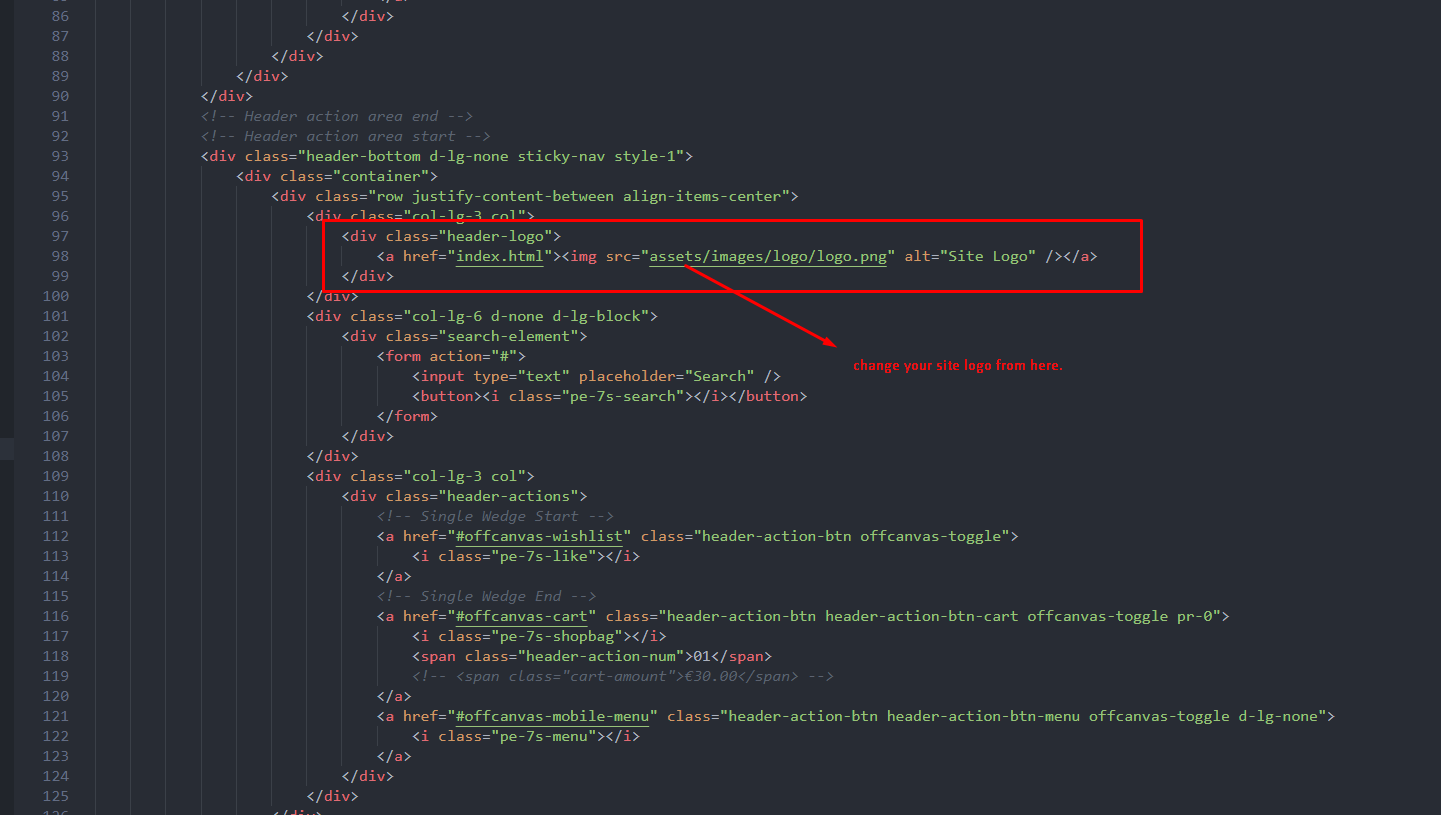 86 </div>
87 </div>
88 </div>
89 </div>
90 </div>
91 <!-- Header action area end -->
92 <!-- Header action area start -->
93 <div class="header-bottom d-lg-none sticky-nav style-1">
94 <div class="container">
95 <div class="row justify-content-between align-items-center">
96 <div class="col-lg-3 col">
97 <div class="header-logo">
98 <a href="index.html"><img src="assets/images/logo/logo.png" alt="Site Logo" /></a>
99 </div>
100 </div>
101 <div class="col-lg-6 d-none d-lg-block">
102 <div class="search-element">
103 <form action="#">
change your site logo from here.
104 <input type="text" placeholder="Search" />
105 <button><i class="pe-7s-search"></i></button>
106 </form>
107 </div>
108 </div>
109 <div class="col-lg-3 col">
110 <div class="header-actions">
111 <!-- Single Wedge Start -->
112 <a href="#offcanvas-wishlist" class="header-action-btn offcanvas-toggle">
113 <i class="pe-7s-like"></i>
114 </a>
115 <!-- Single Wedge End -->
116 <a href="#offcanvas-cart" class="header-action-btn header-action-btn-cart offcanvas-toggle pr-0">
117 <i class="pe-7s-shopbag"></i>
118 <span class="header-action-num">01</span>
119 <!-- <span class="cart-amount">€30.00</span> -->
120 </a>
121 <a href="#offcanvas-mobile-menu" class="header-action-btn header-action-btn-menu offcanvas-toggle d-lg-none">
122 <i class="pe-7s-menu"></i>
123 </a>
124 </div>
125 </div>